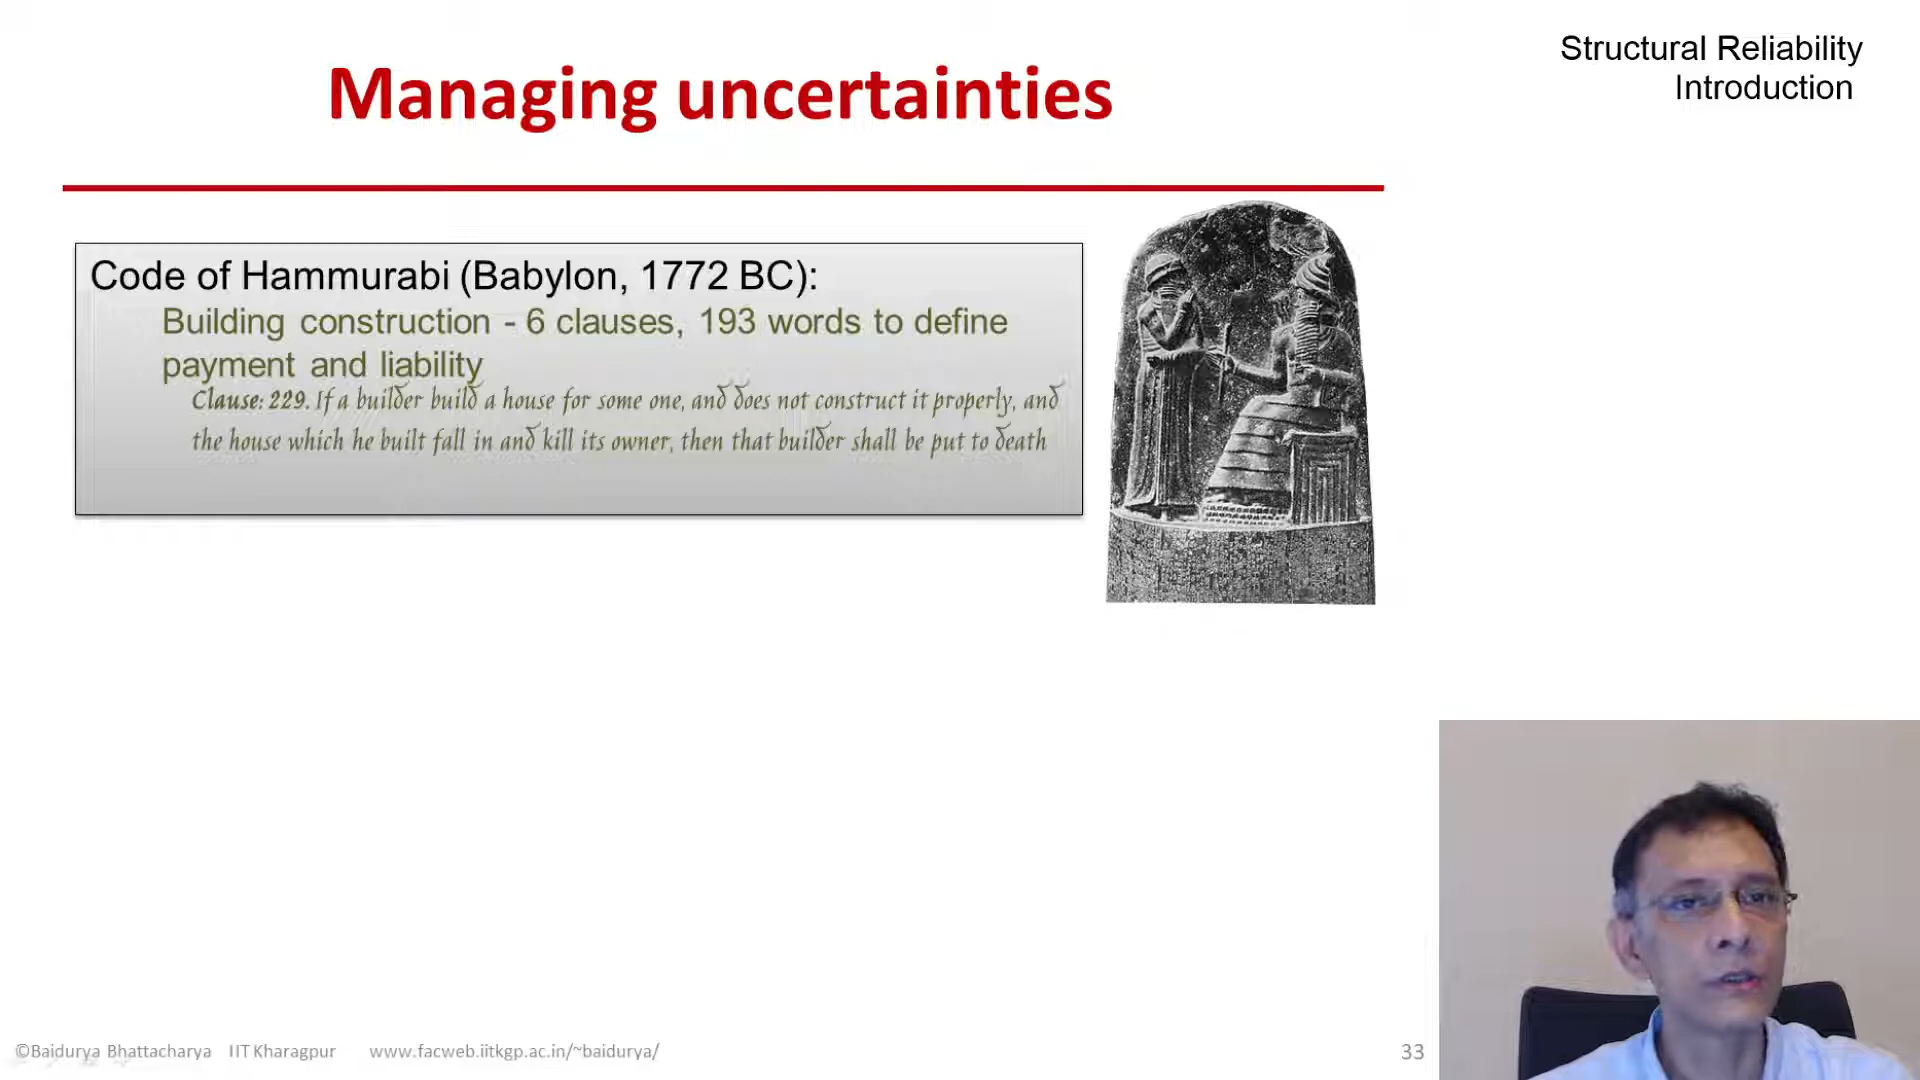 Structural Reliability
Introduction
Managing uncertainties
Code of Hammurabi (Babylon, 1772 BC):
Building construction - 6 clauses, 193 words to define
payment and liability
Clause: 229. If a builder build a house for some one, and does not construct it properly, and
the house which he built fall in and kill its owner, then that builder shall be put to death
©Baidurya Bhattacharya IIT Kharagpur www.facweb.iitkgp.ac.in/~baidurya/
33